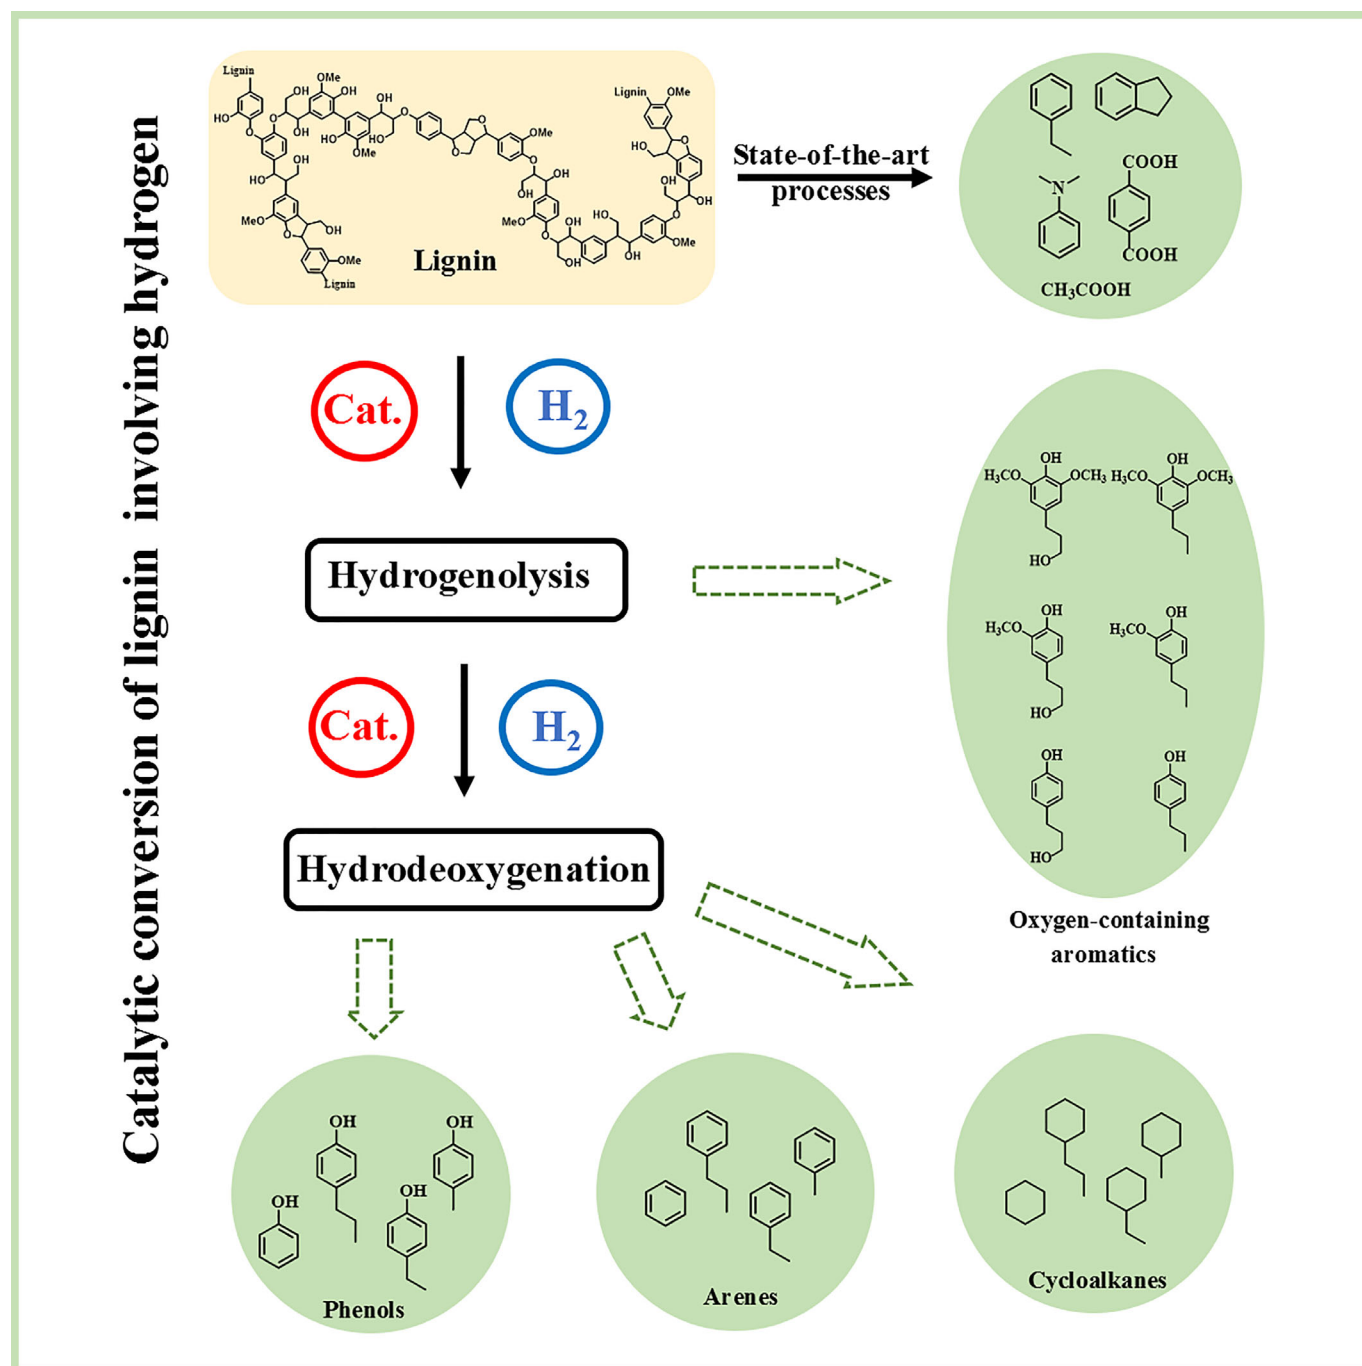 Catalytic conversion of lignin involving hydrogen
Lignin
OMe
OH
OH
OH
Lignin
OMe
HO
O
OH
O
O
OMe
O
OH
OH
HO
O
HO
O
OMe
O
HO
OH
HO
OMe
HO
OH
HO
OH
OH
MeO
OH
MeO
OH
HO
O
O
O
O
OMe
OMe
OH
OH
Lignin
Lignin
State-of-the-art
processes
N
COOH
COOH
CH3COOH
Cat.
H2
Hydrogenolysis
OH
H3CO
OCH3
HO
OH
H3CO
OCH3
OH
H3CO
HO
OH
H3CO
OH
HO
OH
Oxygen-containing
aromatics
Cat.
H2
Hydrodeoxygenation
OH
OH
OH
OH
Phenols
Arenes
Cycloalkanes